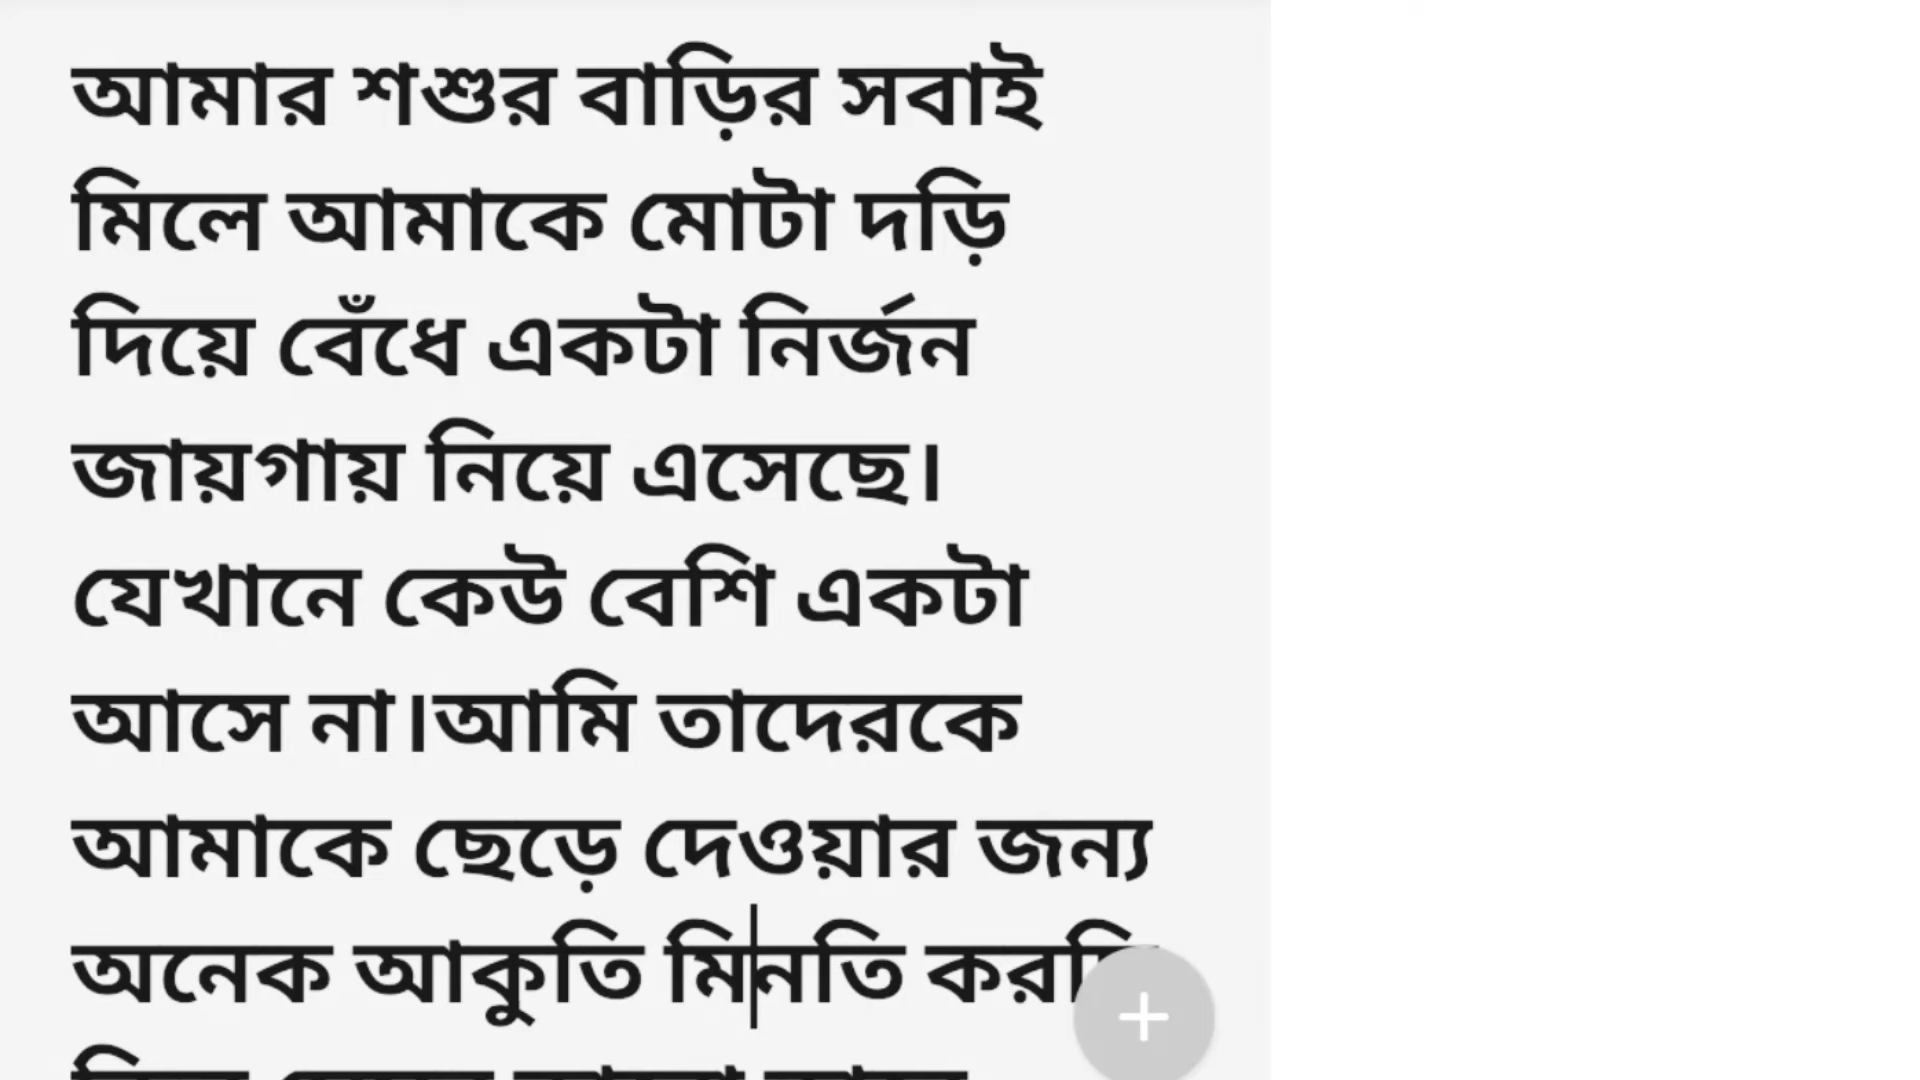 আমার শশুর বাড়ির সবাই
মিলে আমাকে মোটা দড়ি
দিয়ে বেঁধে একটা নির্জন
জায়গায় নিয়ে এসেছে।
যেখানে কেউ বেশি একটা
আসে না।আমি তাদেরকে
আমাকে ছেড়ে দেওয়ার জন্য
অনেক আকুতি মিনতি